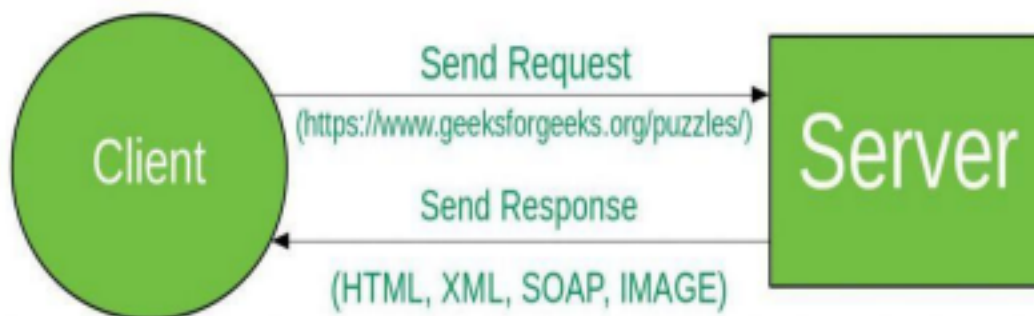 Send Request
(https://www.geeksforgeeks.org/puzzles/)
Client
Server
Send Response
(HTML, XML, SOAP, IMAGE)